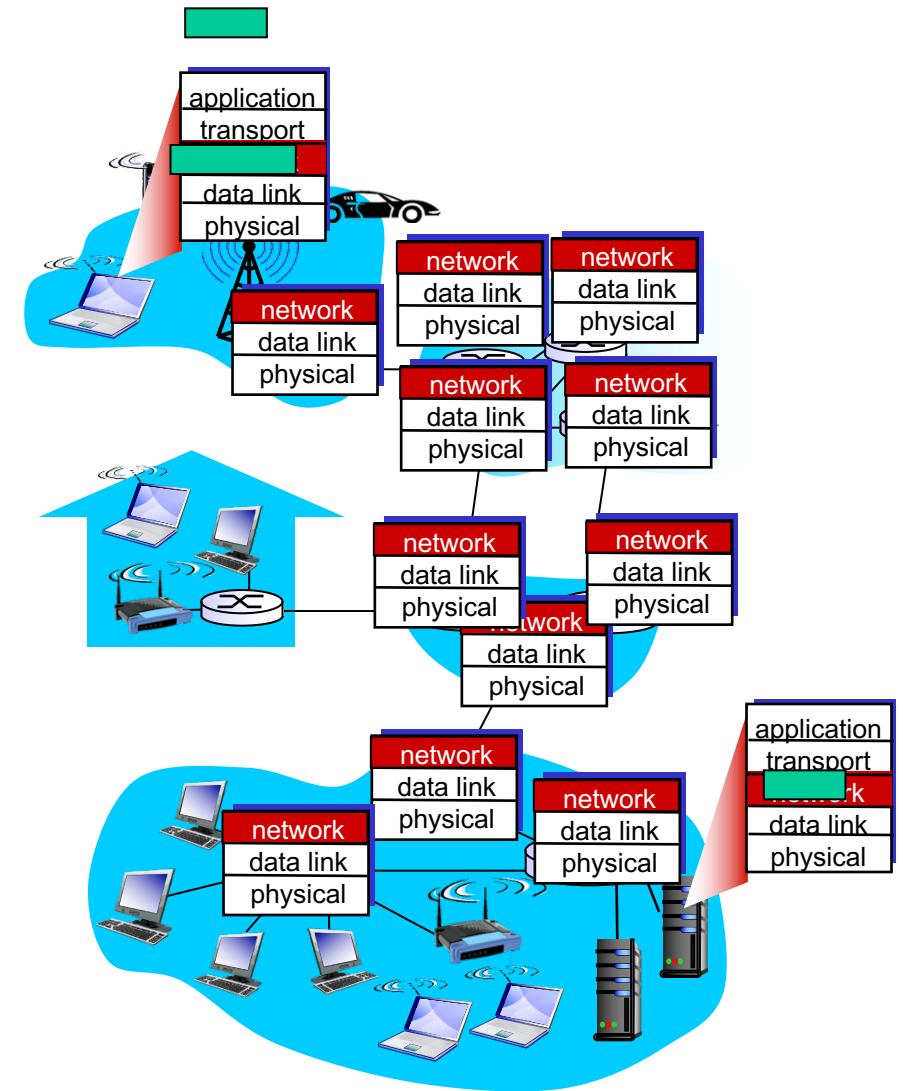 application
transport
data link
physical
network
data link
physical
network
data link
physical
network
data link
physical
network
data link
physical
network
data link
physical
network
data link
physical
network
data link
physical
network
data link
physical
application
transport
data link
physical
network
data link
physical
network
data link
physical
network
data link
physical